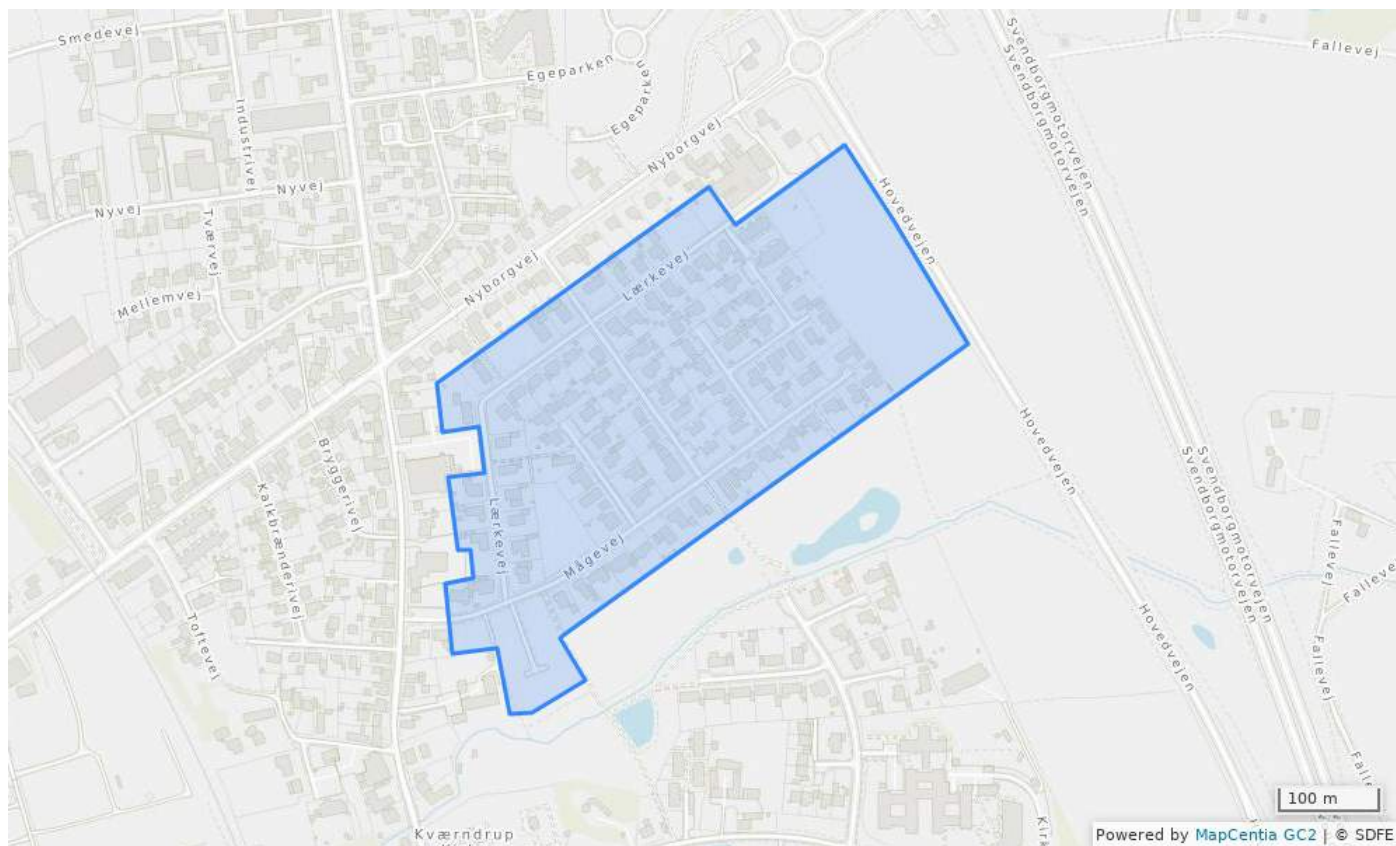 Smedevej
Egeparken
Egeparken
Svendborgmotorvejen
Svendborgmotorvejen
Fallevej
Industrivej
Nyborgvej
Nyvej
Nyvej
Tværvej
Hovedvejen
Lærkevej
Nyborgvej
Mellemvej
Bryggerivej
Hovedvejen
Svendborgmotorvejen
Svendborgmotorvejen
Kalkbrænderivej
Lærkevej
Mågevej
Fallevej
Fallevej
Toftevej
Hovedvejen
Fallevej
Kværndrup
100 m
Powered by MapCentia GC2 | © SDFE